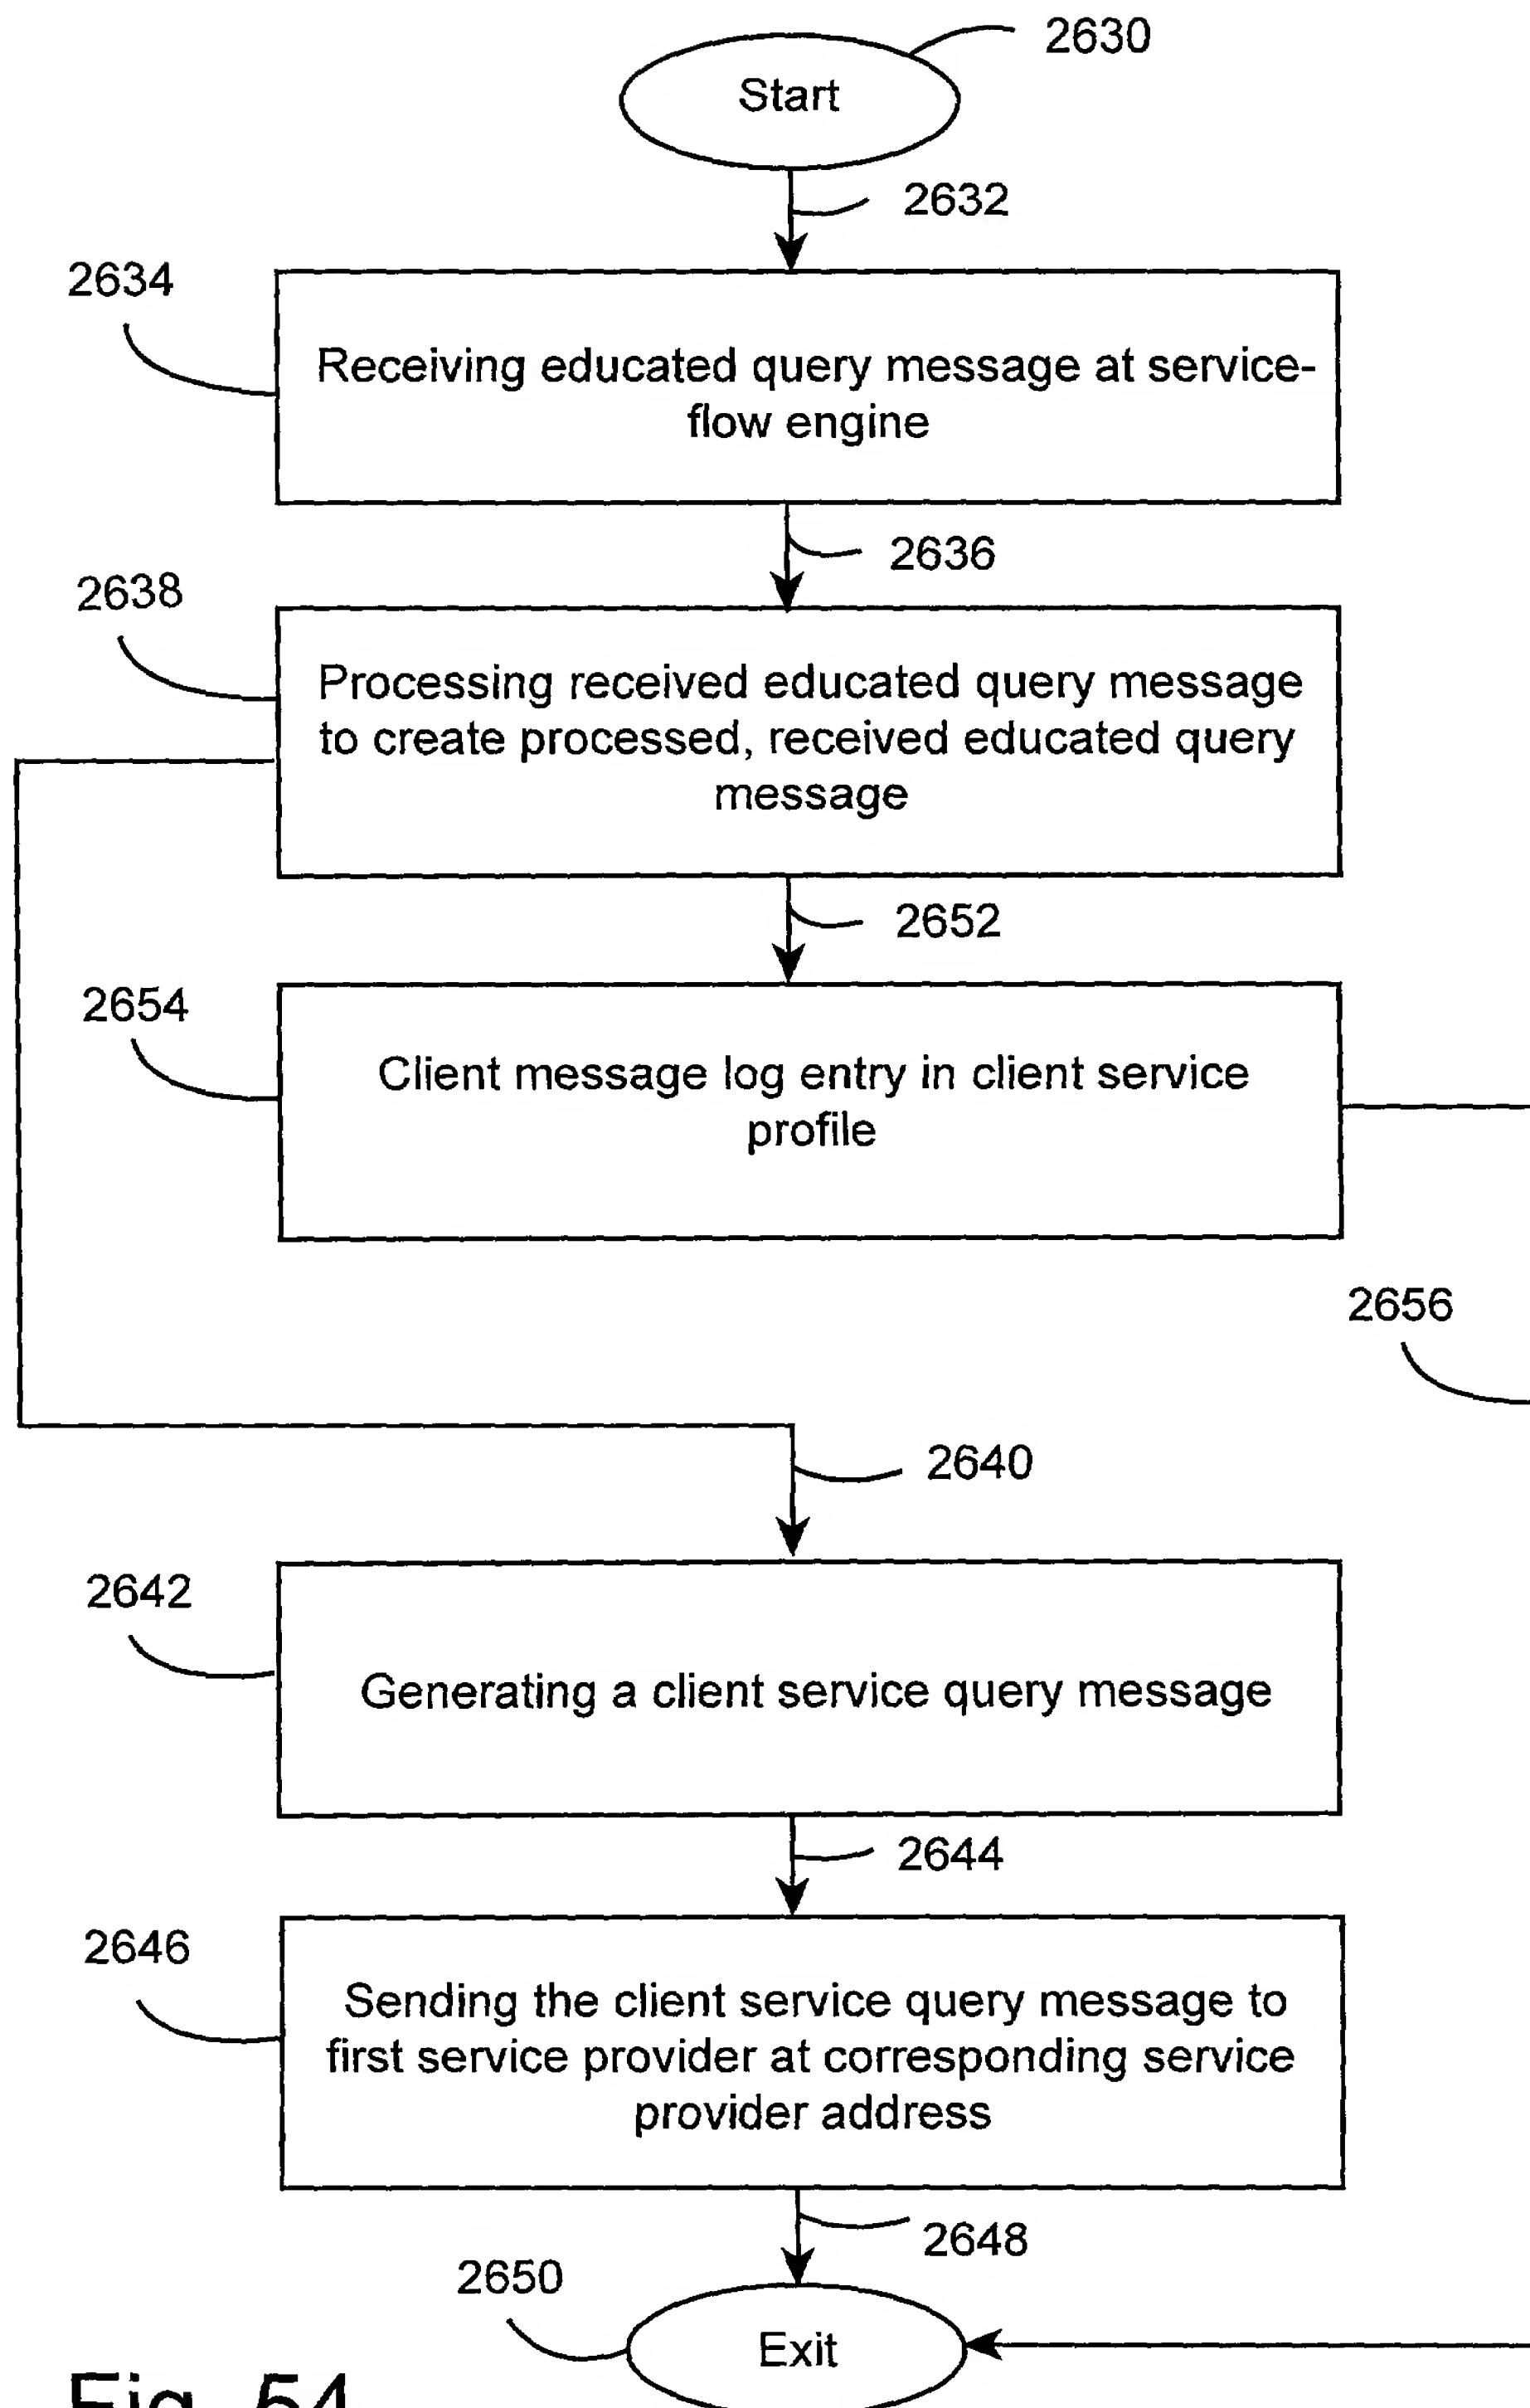 2630
Start
2632
2634
Receiving educated query message at service-
flow engine
2636
2638
Processing received educated query message
to create processed, received educated query
message
2652
2654
Client message log entry in client service
profile
2656
2640
2642
Generating a client service query message
2644
2646
Sending the client service query message to
first service provider at corresponding service
provider address
2648
2650
Exit
Fig. 54